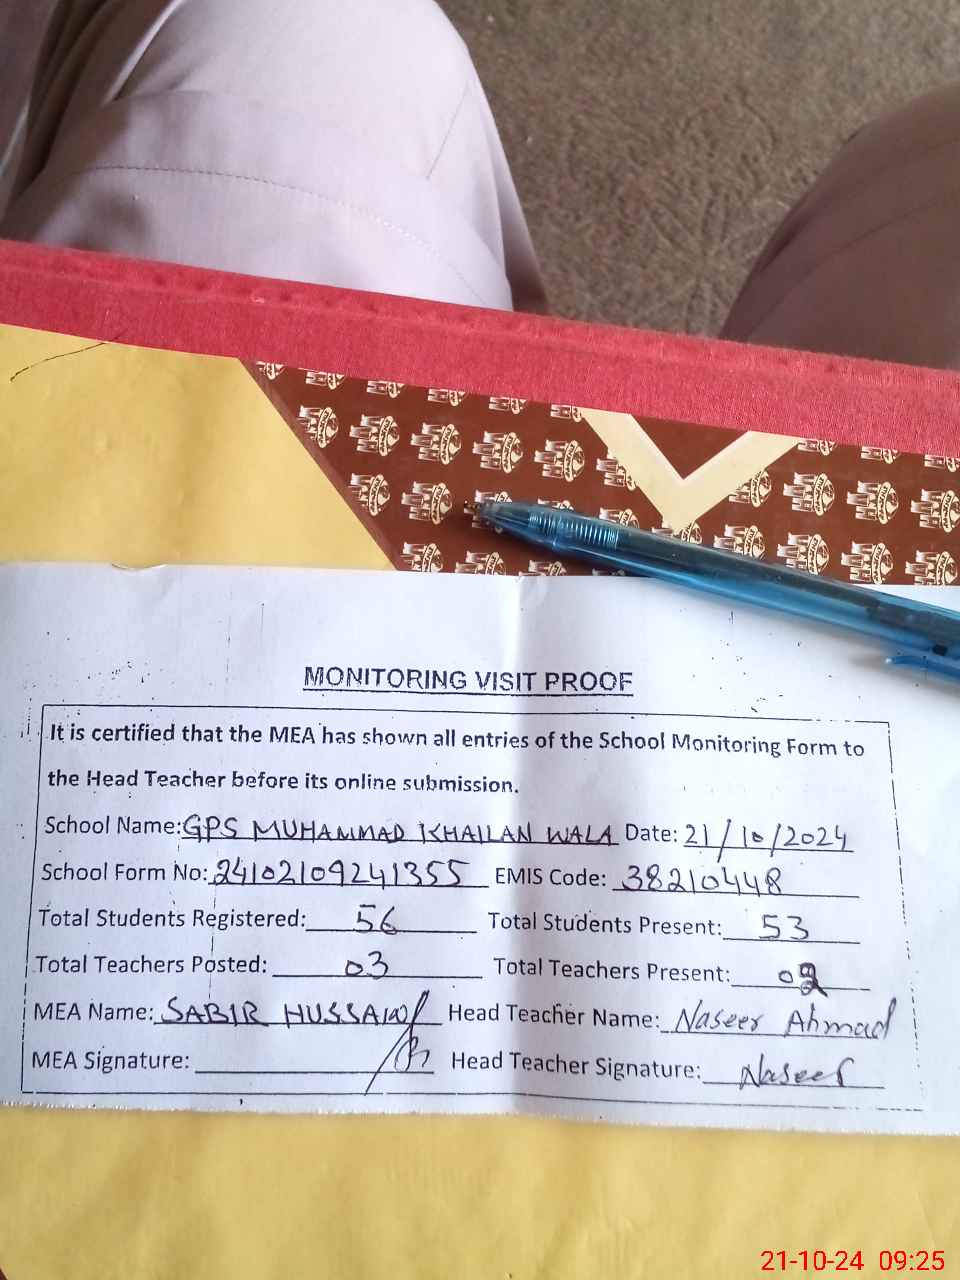 MONITORING VISIT PROOF
It is certified that the MEA has shown all entries of the School Monitoring Form to
the Head Teacher before its online submission.
School Name: GPS MUHAMMAD KHAILAN WALA Date: 21/10/2024
School Form No: 24102109241355 EMIS Code: 38210448
Total Students Registered: 56 Total Students Present: 53
Total Teachers Posted: 03 Total Teachers Present: 02
MEA Name: SABIR HUSSAIN Head Teacher Name: Naseer Ahmad
MEA Signature: Head Teacher Signature: Naseer
21-10-24 09:25